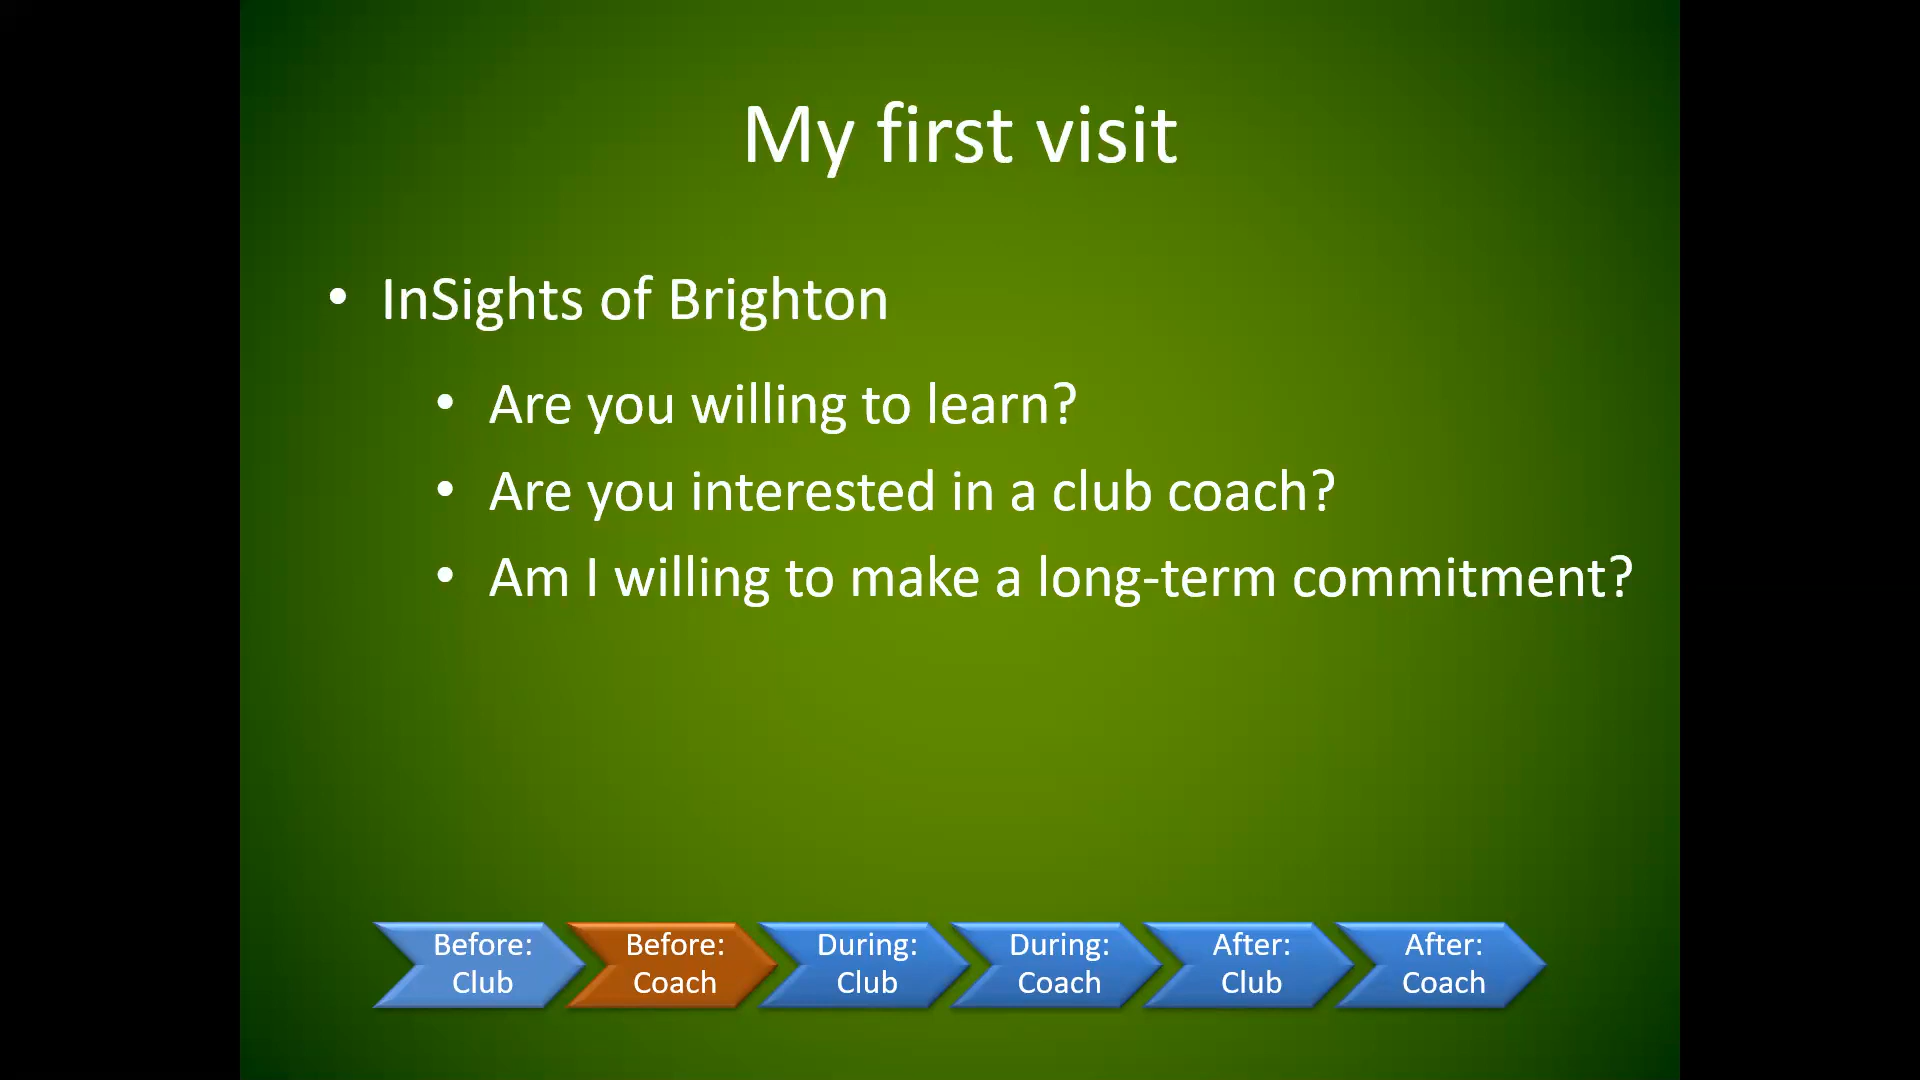 My first visit
• InSights of Brighton
• Are you willing to learn?
• Are you interested in a club coach?
• Am I willing to make a long-term commitment?
Before:
Club
Before:
Coach
During:
Club
During:
Coach
After:
Club
After:
Coach